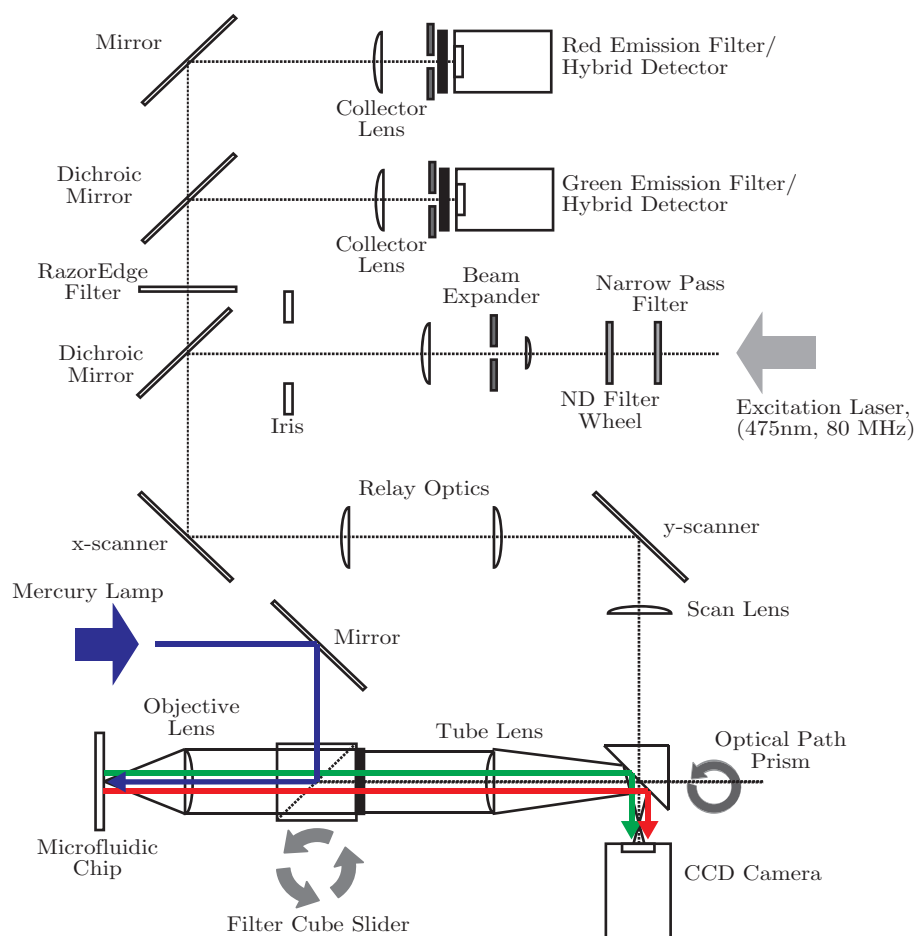 Mirror
Red Emission Filter/
Hybrid Detector
Collector
Lens
Dichroic
Mirror
Green Emission Filter/
Hybrid Detector
Collector
Lens
RazorEdge
Filter
Beam
Expander
Narrow Pass
Filter
Dichroic
Mirror
Iris
ND Filter
Wheel
Excitation Laser,
(475nm, 80 MHz)
Relay Optics
x-scanner
y-scanner
Mercury Lamp
Mirror
Scan Lens
Objective
Lens
Tube Lens
Optical Path
Prism
Microfluidic
Chip
Filter Cube Slider
CCD Camera